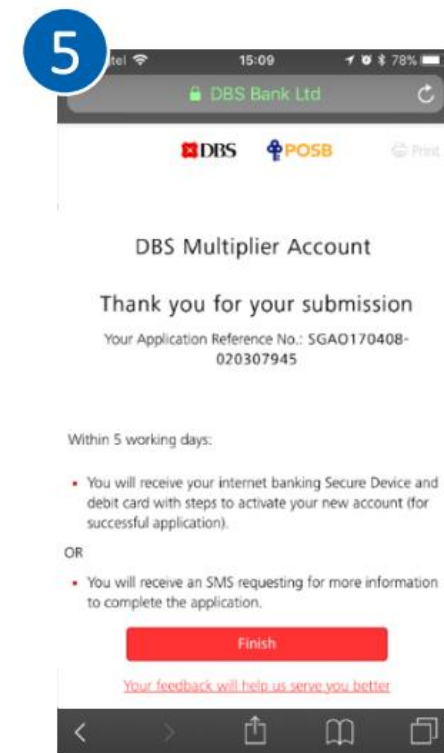 5
tel 15:09 78%
DBS Bank Ltd
DBS POSB Print
DBS Multiplier Account
Thank you for your submission
Your Application Reference No.: SGAO170408-
020307945
Within 5 working days:
You will receive your internet banking Secure Device and
debit card with steps to activate your new account (for
successful application).
OR
You will receive an SMS requesting for more information
to complete the application.
Finish
Your feedback will help us serve you better